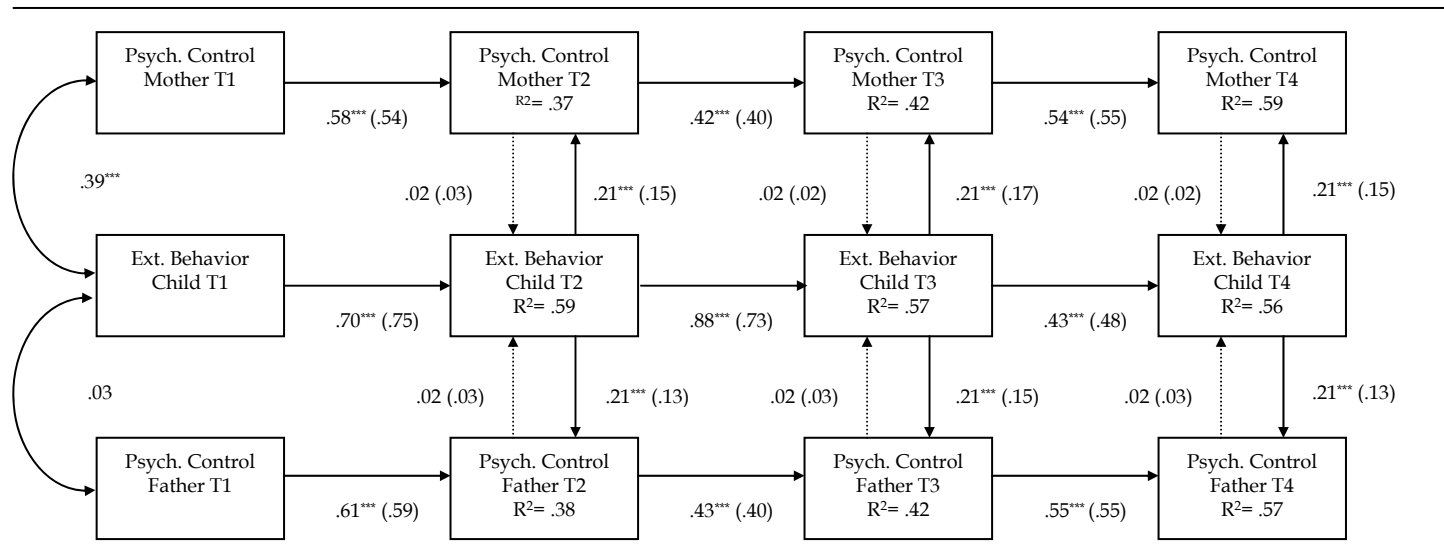 Psych. Control
Mother T1
Psych. Control
Mother T2
R2= .37
Psych. Control
Mother T3
R2= .42
Psych. Control
Mother T4
R2= .59
.58*** (.54)
.42*** (.40)
.54*** (.55)
.39***
.02 (.03)
.21*** (.15)
.02 (.02)
.21*** (.17)
.02 (.02)
.21*** (.15)
Ext. Behavior
Child T1
Ext. Behavior
Child T2
R2= .59
Ext. Behavior
Child T3
R2= .57
Ext. Behavior
Child T4
R2= .56
.70*** (.75)
.88*** (.73)
.43*** (.48)
.03
.02 (.03)
.21*** (.13)
.02 (.03)
.21*** (.15)
.02 (.03)
.21*** (.13)
Psych. Control
Father T1
Psych. Control
Father T2
R2= .38
Psych. Control
Father T3
R2= .42
Psych. Control
Father T4
R2= .57
.61*** (.59)
.43*** (.40)
.55*** (.55)